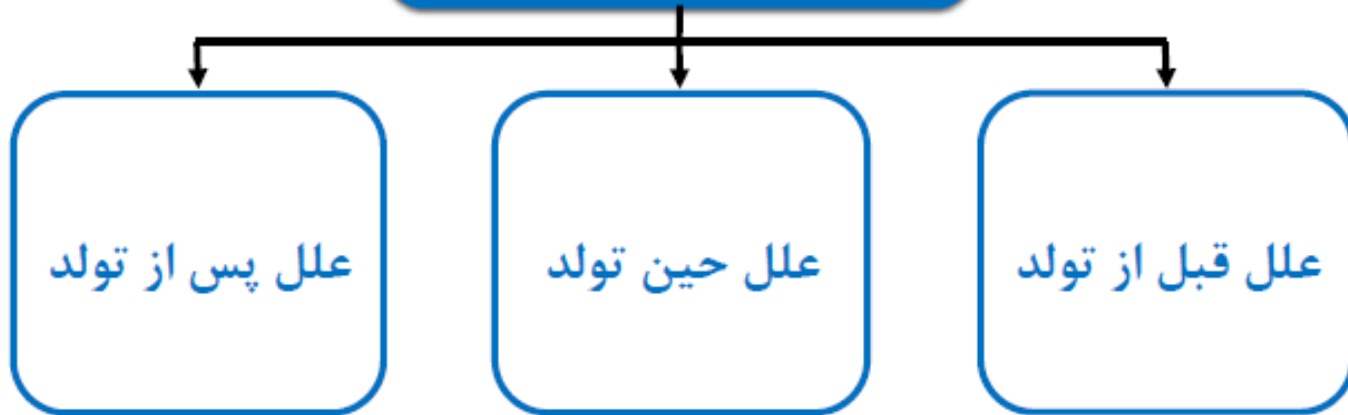 علل قبل از تولد
علل حین تولد
علل پس از تولد